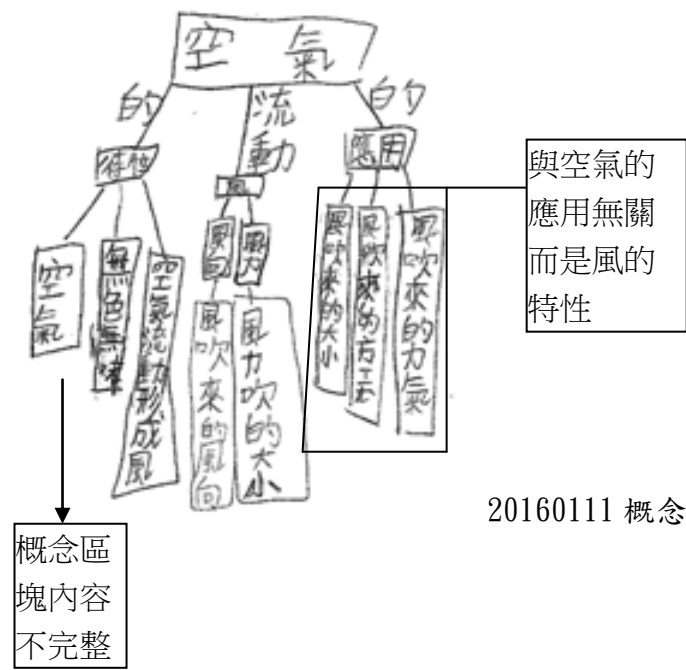 空氣
的
流動
的
特性
風
應用
空氣
無色無味
空氣流動形成風
風向
風力
風吹來的風向
風力吹的大小
風吹來的大小
風吹來的方工
風吹來的力氣
與空氣的
應用無關
而是風的
特性
20160111 概念
概念區
塊內容
不完整